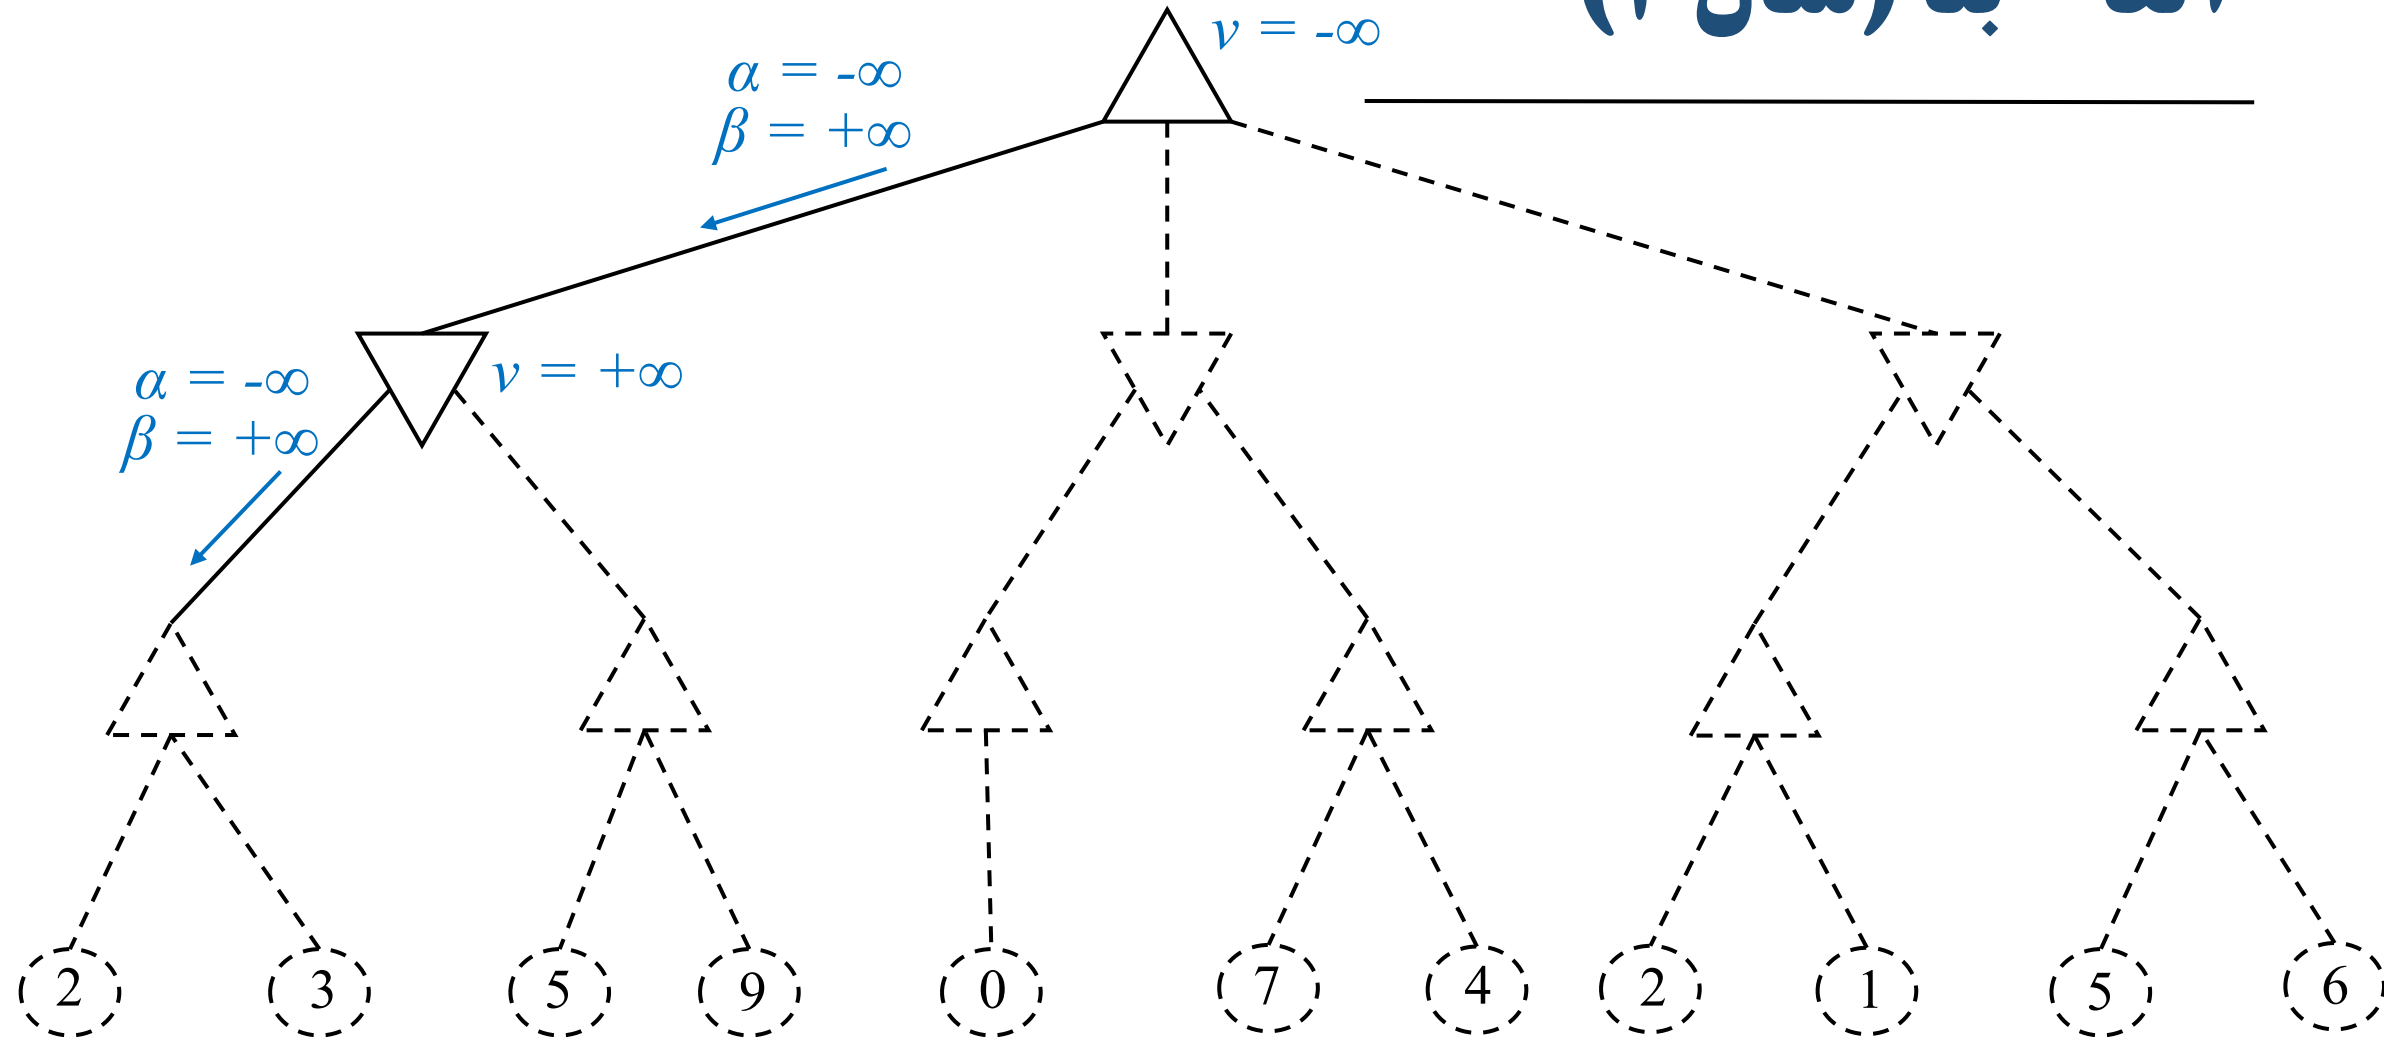 v = -∞
α = -∞
β = +∞
v = +∞
α = -∞
β = +∞
2 3 5 9 0 7 4 2 1 5 6